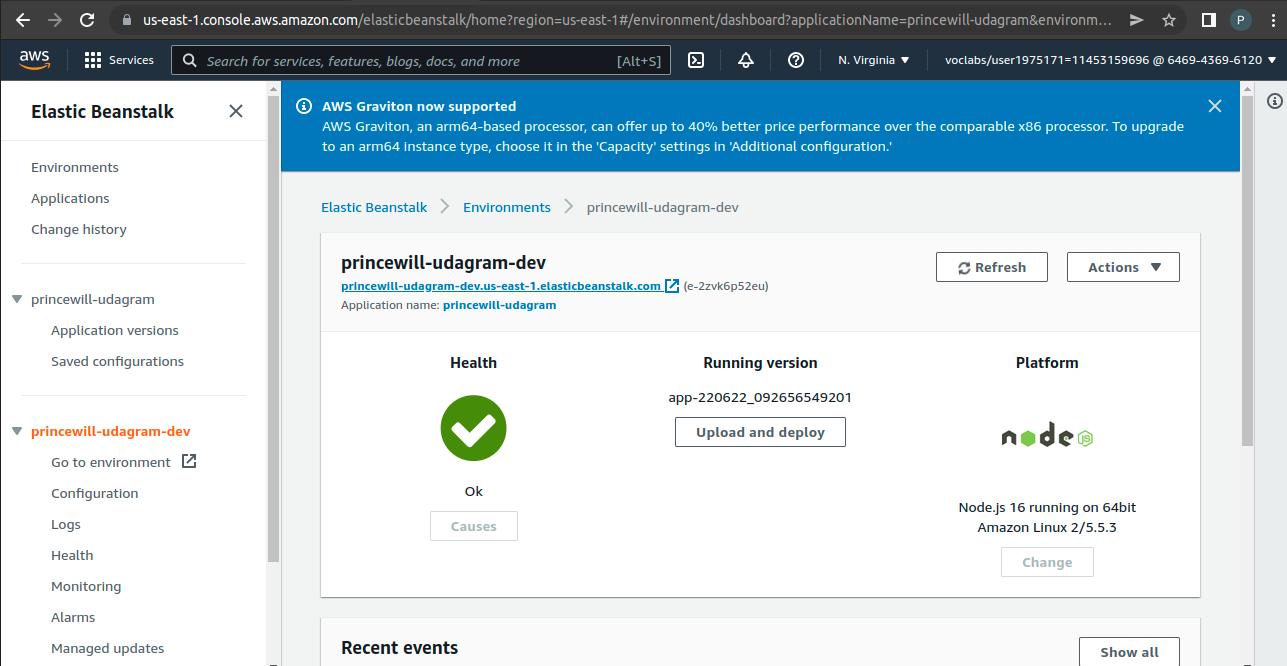 us-east-1.console.aws.amazon.com/elasticbeanstalk/home?region=us-east-1#/environment/dashboard?applicationName=princewill-udagram&environm...
P
aws
Services
Search for services, features, blogs, docs, and more
[Alt+S]
N. Virginia
voclabs/user1975171=11453159696 @ 6469-4369-6120
Elastic Beanstalk
Environments
Applications
Change history
princewill-udagram
Application versions
Saved configurations
princewill-udagram-dev
Go to environment
Configuration
Logs
Health
Monitoring
Alarms
Managed updates
AWS Graviton now supported
AWS Graviton, an arm64-based processor, can offer up to 40% better price performance over the comparable x86 processor. To upgrade
to an arm64 instance type, choose it in the 'Capacity' settings in 'Additional configuration.'
Elastic Beanstalk
Environments
princewill-udagram-dev
princewill-udagram-dev
princewill-udagram-dev.us-east-1.elasticbeanstalk.com (e-2zvk6p52eu)
Application name: princewill-udagram
Refresh
Actions
Health
Ok
Causes
Running version
app-220622_092656549201
Upload and deploy
Platform
node JS
Node.js 16 running on 64bit
Amazon Linux 2/5.5.3
Change
Recent events
Show all